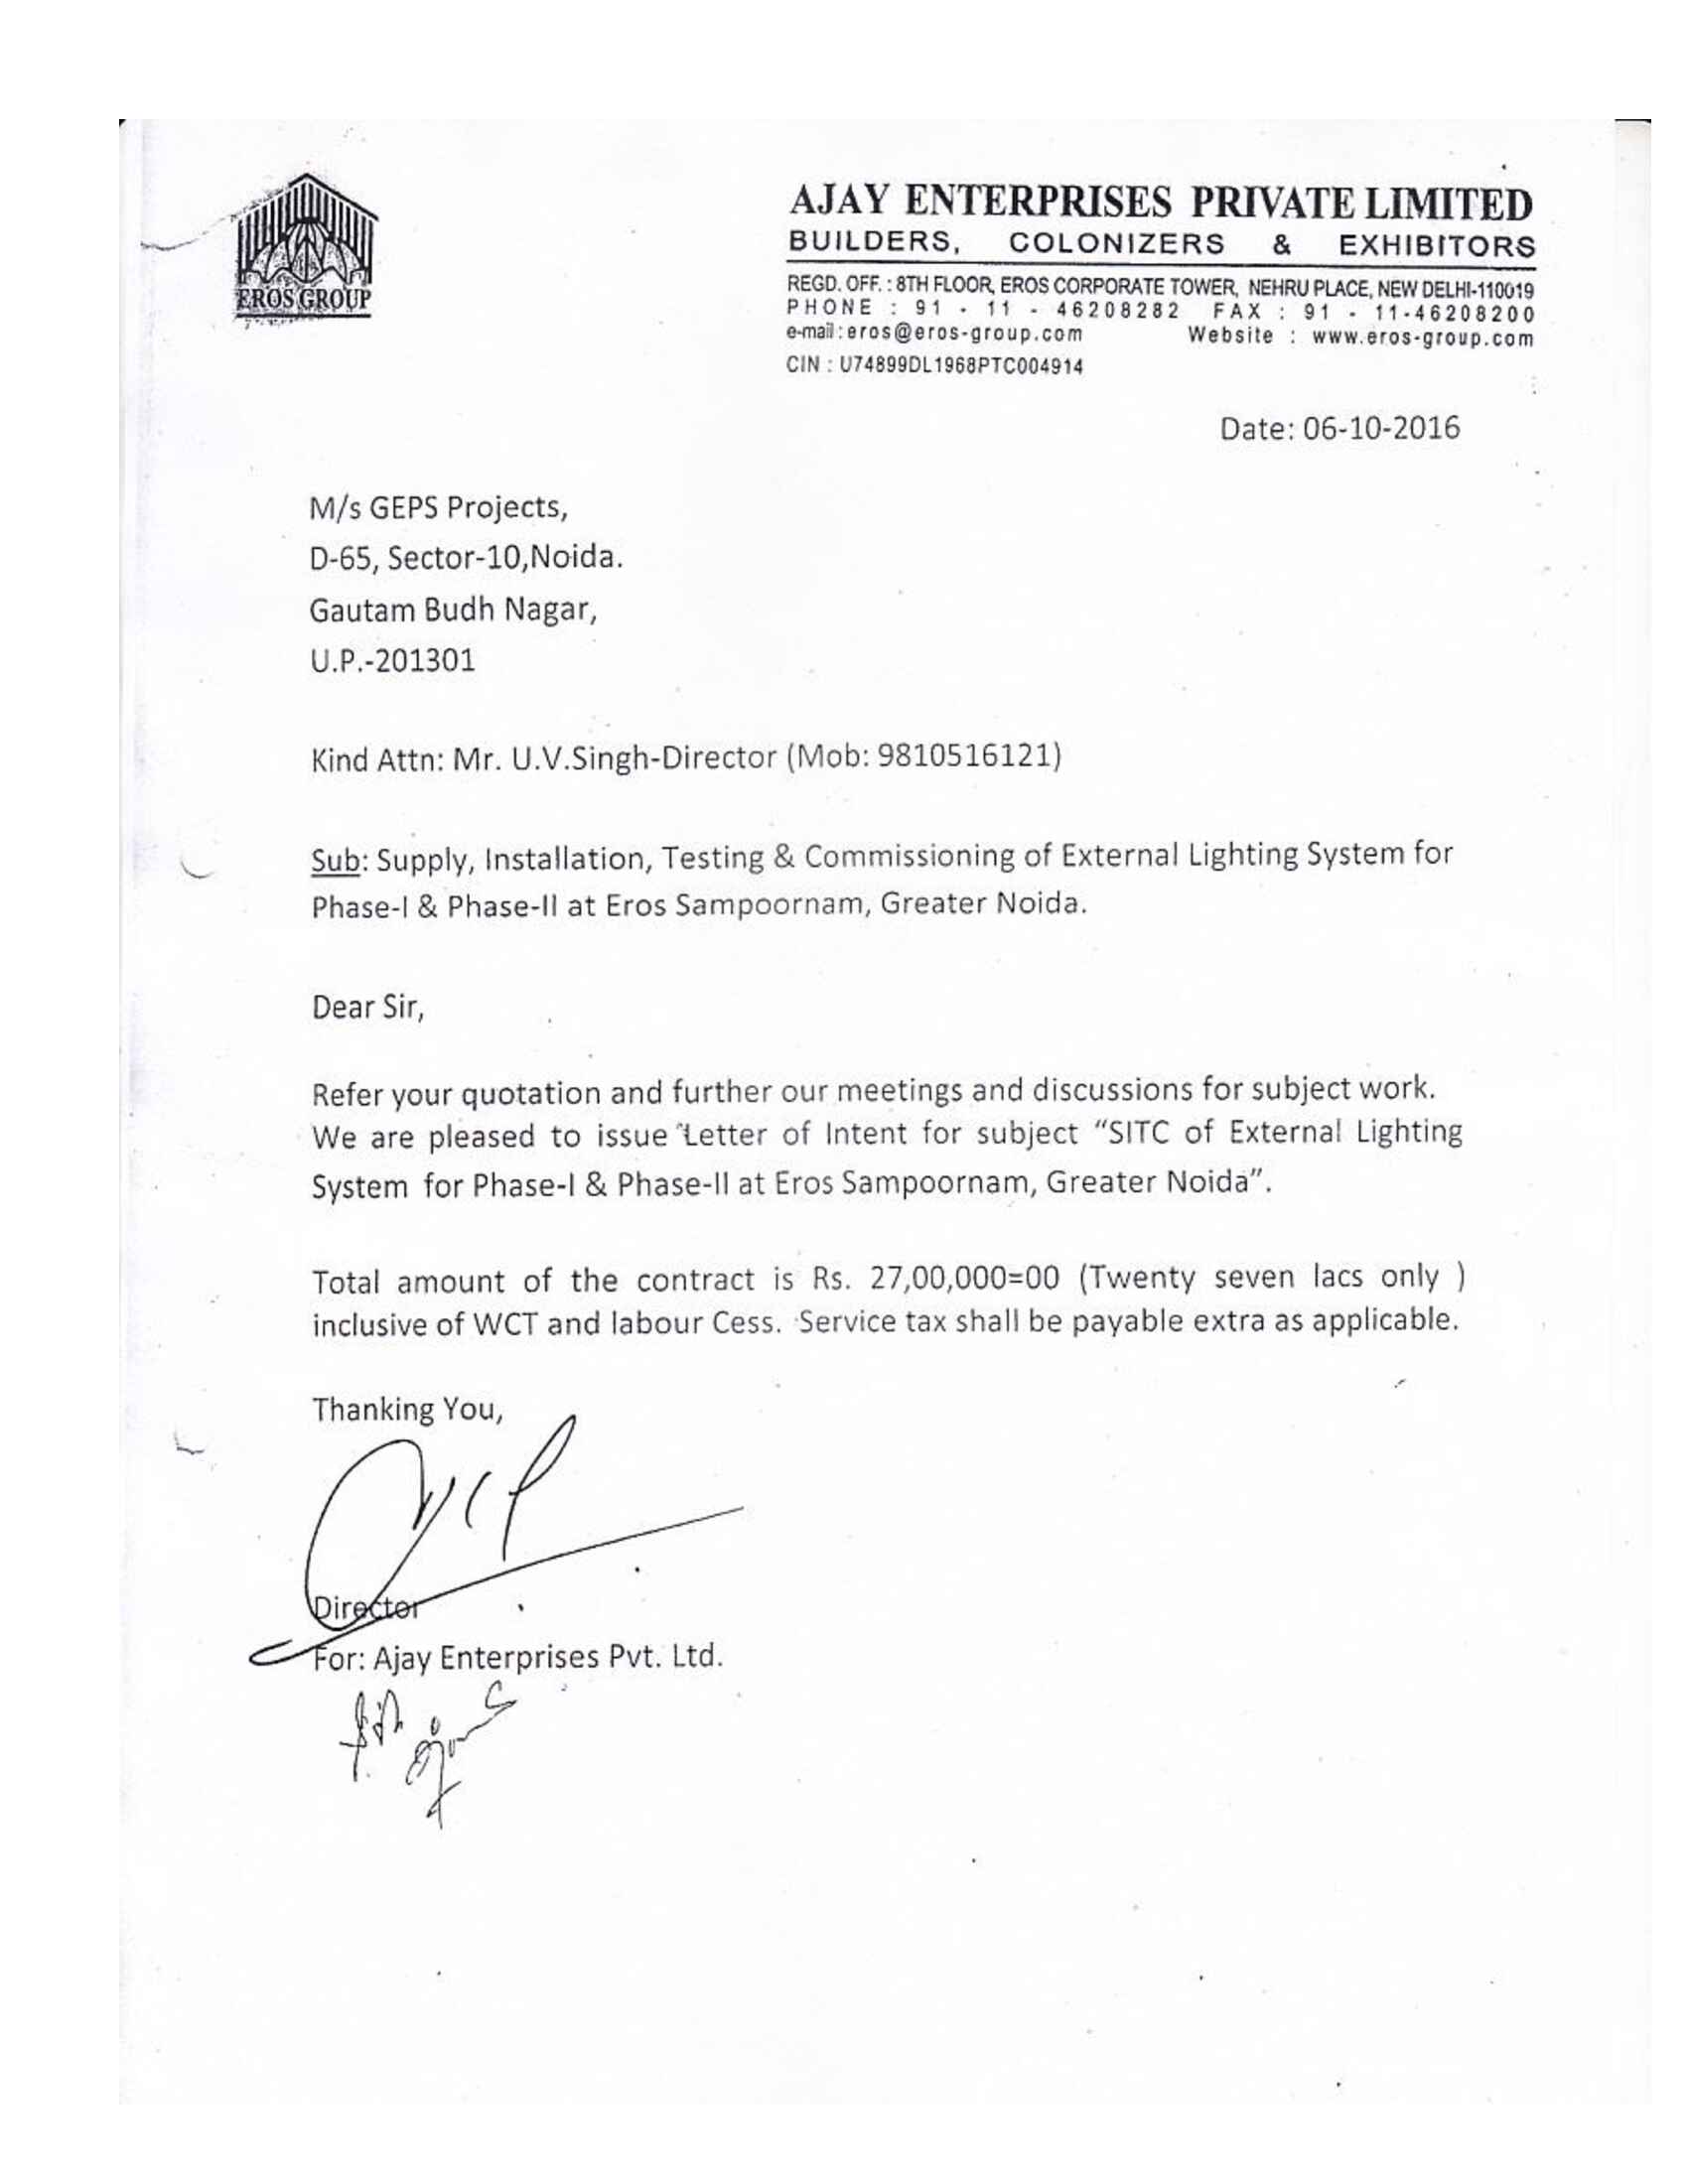 EROS GROUP
AJAY ENTERPRISES PRIVATE LIMITED
BUILDERS, COLONIZERS & EXHIBITORS
REGD. OFF. : 8TH FLOOR, EROS CORPORATE TOWER, NEHRU PLACE, NEW DELHI-110019
PHONE : 91 - 11 - 46208282 FAX : 91 - 11-46208200
e-mail : eros@eros-group.com Website : www.eros-group.com
CIN : U74899DL1968PTC004914
Date: 06-10-2016
M/s GEPS Projects,
D-65, Sector-10,Noida.
Gautam Budh Nagar,
U.P.-201301
Kind Attn: Mr. U.V.Singh-Director (Mob: 9810516121)
Sub: Supply, Installation, Testing & Commissioning of External Lighting System for
Phase-I & Phase-II at Eros Sampoornam, Greater Noida.
Dear Sir,
Refer your quotation and further our meetings and discussions for subject work.
We are pleased to issue Letter of Intent for subject "SITC of External Lighting
System for Phase-I & Phase-II at Eros Sampoornam, Greater Noida".
Total amount of the contract is Rs. 27,00,000=00 (Twenty seven lacs only )
inclusive of WCT and labour Cess. Service tax shall be payable extra as applicable.
Thanking You,
Director
For: Ajay Enterprises Pvt. Ltd.